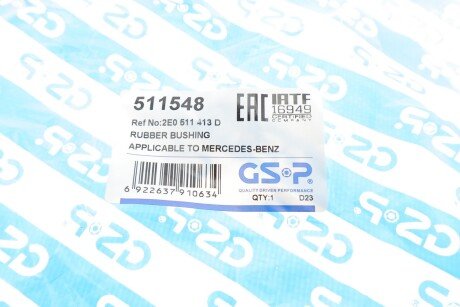 511548
EAC
IATF
16949
CERTIFIED
COMPANY
Ref No:2E0 511 413 D
RUBBER BUSHING
APPLICABLE TO MERCEDES-BENZ
6 922637 910634
GSP
QUALITY DRIVEN PERFORMANCE
QTY:1
D23